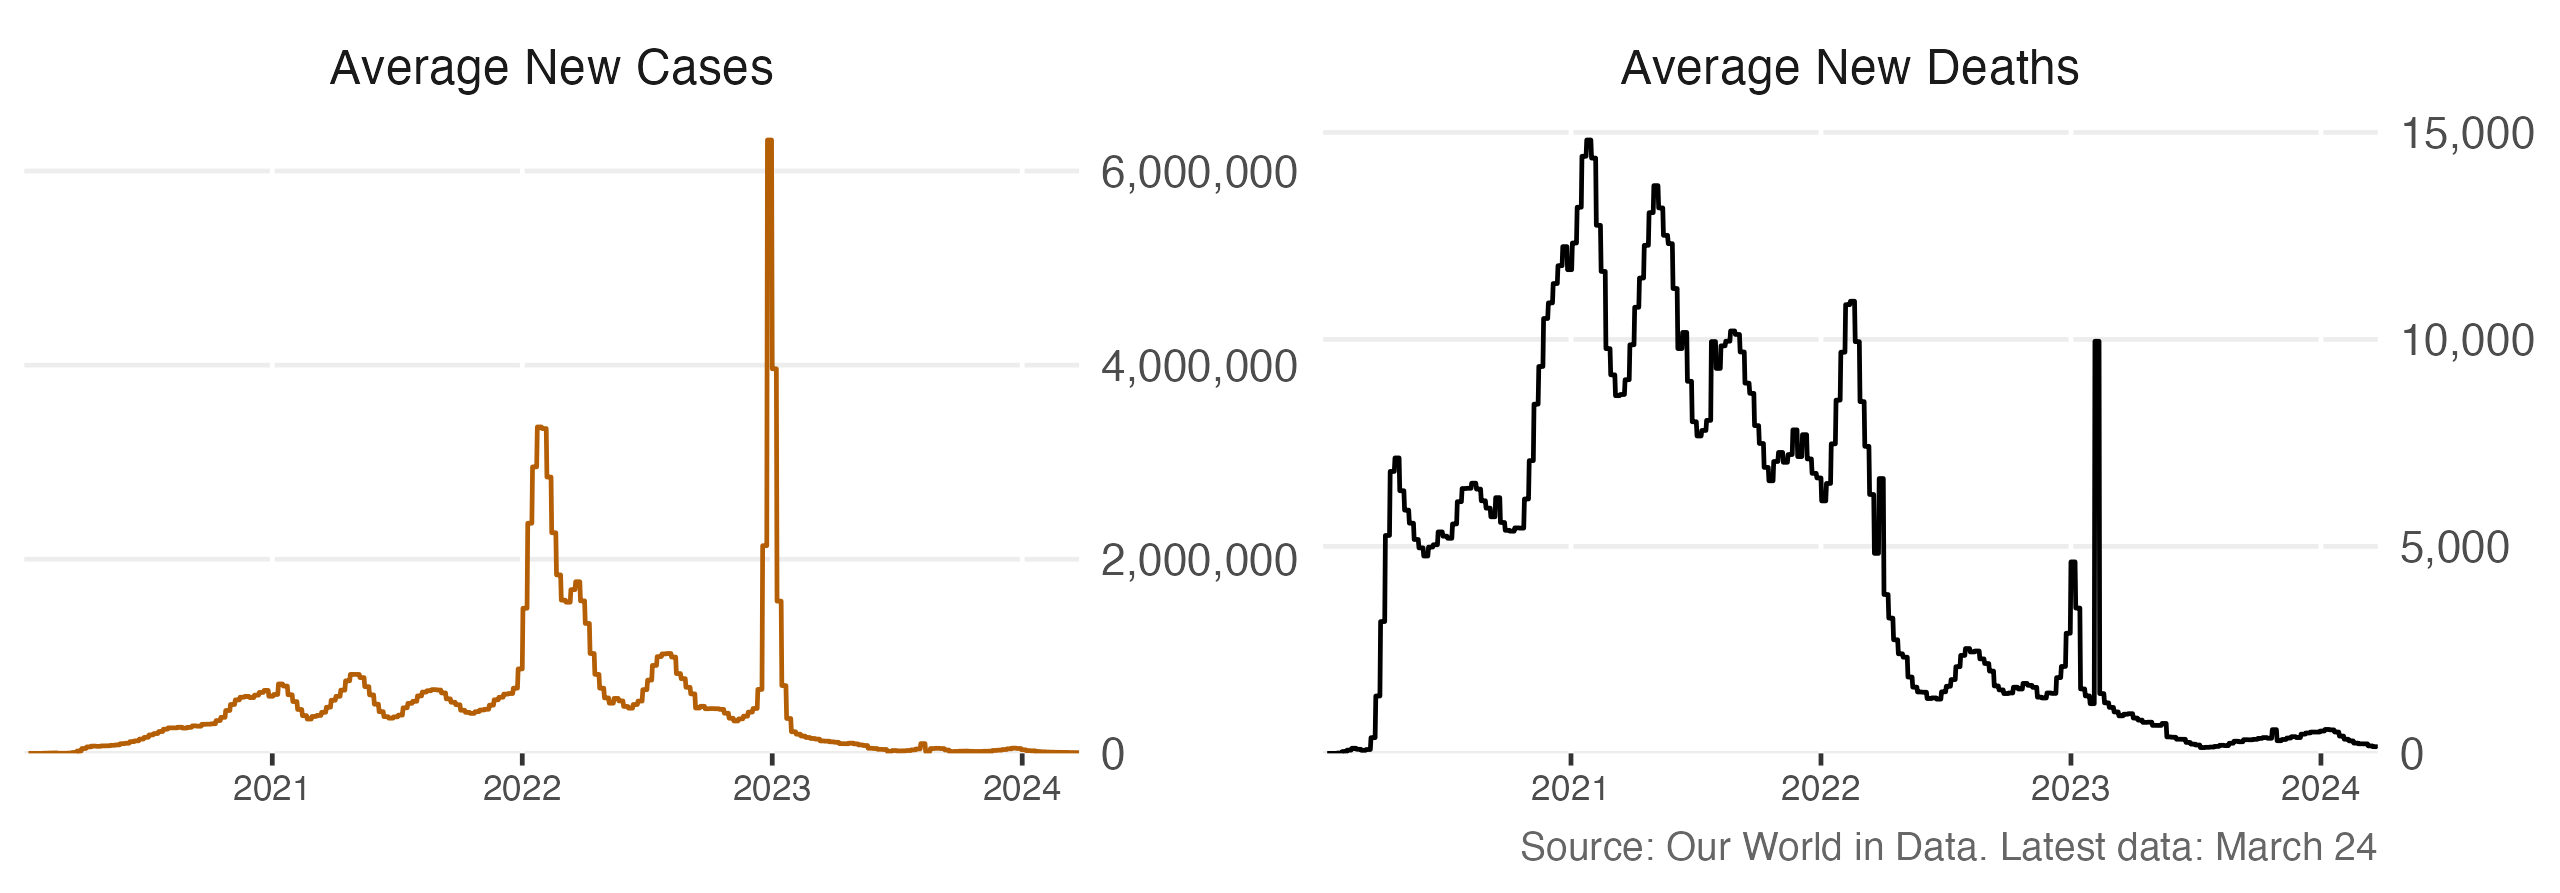 Average New Cases
6,000,000
4,000,000
2,000,000
0
2021 2022 2023 2024
Average New Deaths
15,000
10,000
5,000
0
2021 2022 2023 2024
Source: Our World in Data. Latest data: March 24